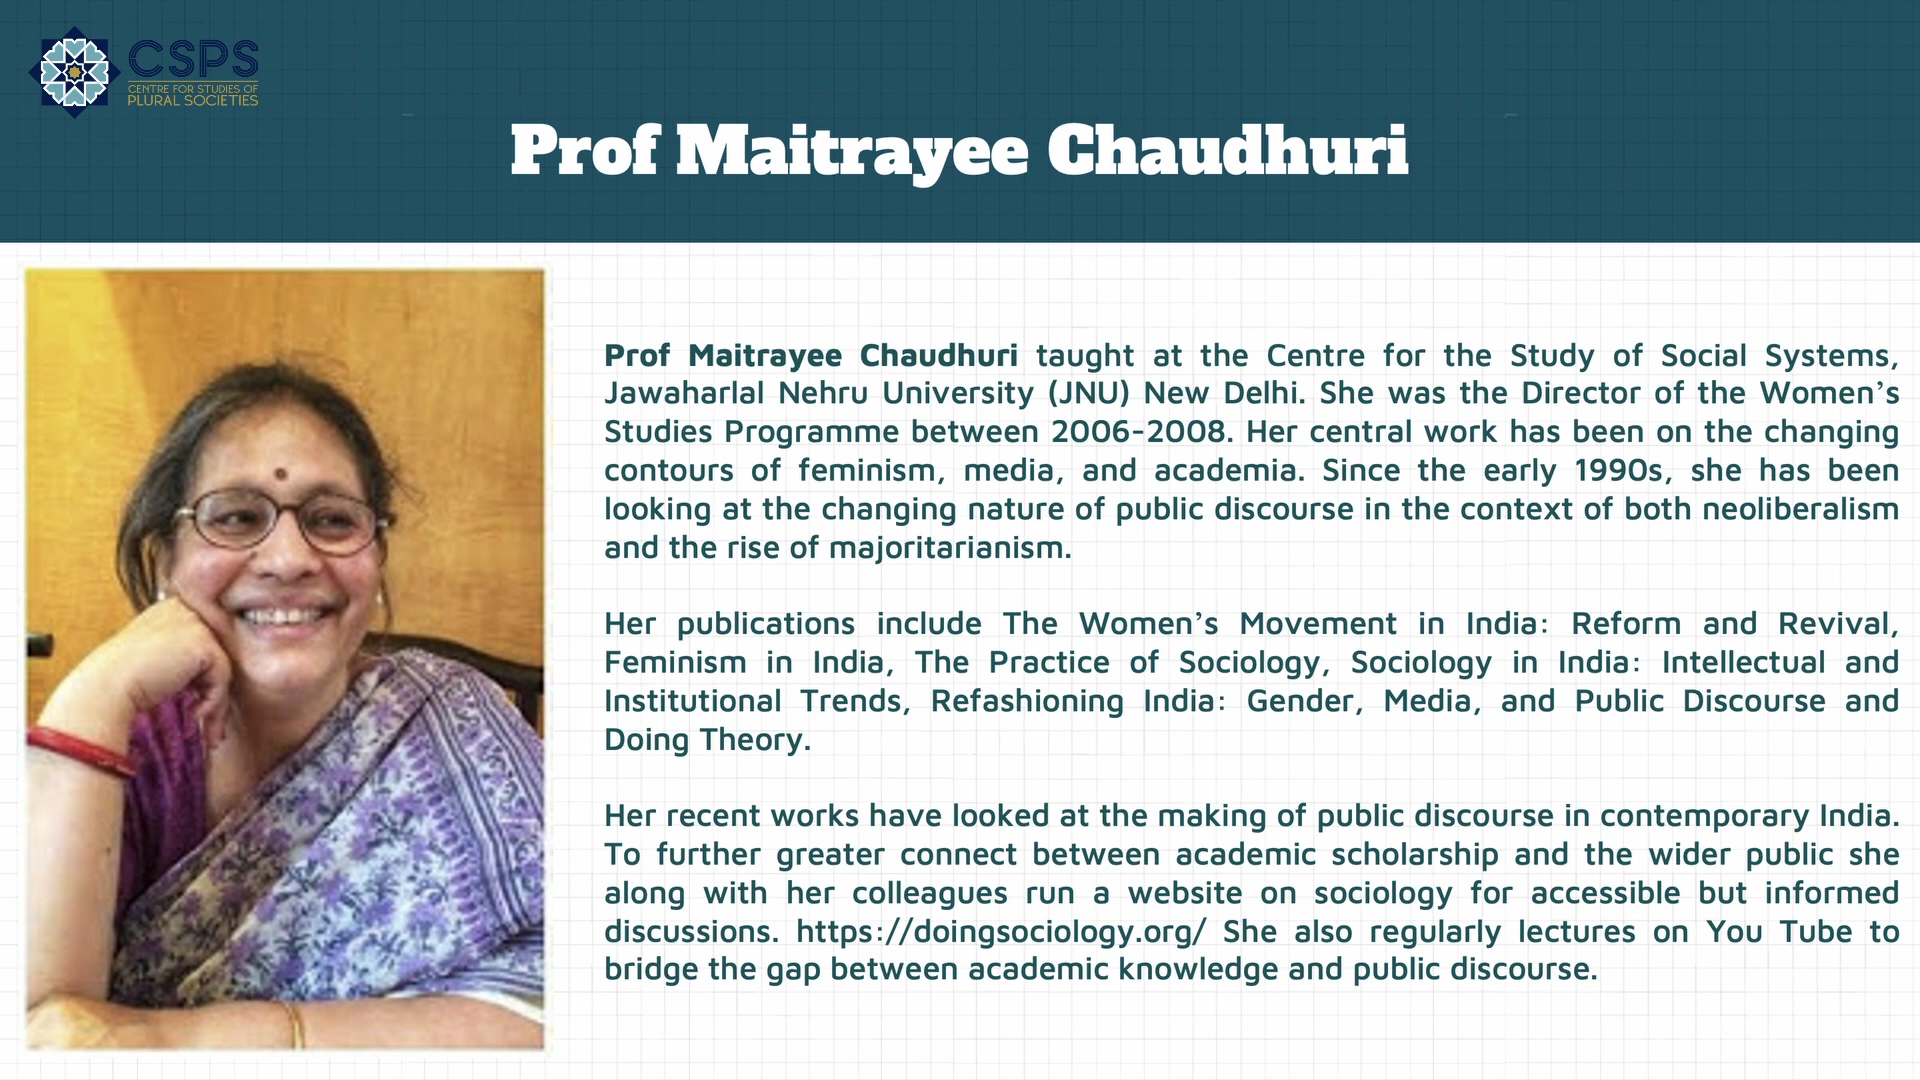 CSPS
CENTRE FOR STUDIES OF
PLURAL SOCIETIES
Prof Maitrayee Chaudhuri
Prof Maitrayee Chaudhuri taught at the Centre for the Study of Social Systems,
Jawaharlal Nehru University (JNU) New Delhi. She was the Director of the Women’s
Studies Programme between 2006-2008. Her central work has been on the changing
contours of feminism, media, and academia. Since the early 1990s, she has been
looking at the changing nature of public discourse in the context of both neoliberalism
and the rise of majoritarianism.
Her publications include The Women’s Movement in India: Reform and Revival,
Feminism in India, The Practice of Sociology, Sociology in India: Intellectual and
Institutional Trends, Refashioning India: Gender, Media, and Public Discourse and
Doing Theory.
Her recent works have looked at the making of public discourse in contemporary India.
To further greater connect between academic scholarship and the wider public she
along with her colleagues run a website on sociology for accessible but informed
discussions. https://doingsociology.org/ She also regularly lectures on You Tube to
bridge the gap between academic knowledge and public discourse.